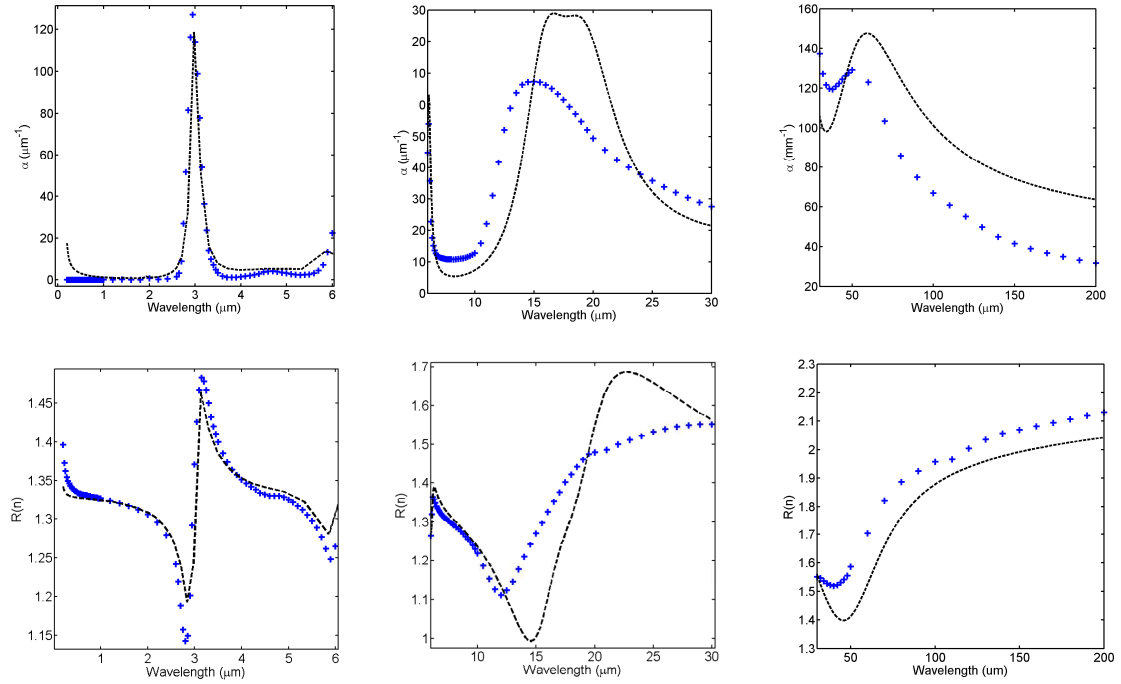 120
100
80
60
40
20
0
α (μm⁻¹)
0 1 2 3 4 5 6
Wavelength (μm)
30
10
0
50
40
30
20
10
0
α (μm⁻¹)
10 15 20 25 30
Wavelength (μm)
160
140
120
100
80
60
40
20
α (mm⁻¹)
50 100 150 200
Wavelength (μm)
1.45
1.4
1.35
1.3
1.25
1.2
1.15
R(n)
1 2 3 4 5 6
Wavelength (μm)
1.7
1.6
1.5
1.4
1.3
1.2
1.1
1
R(n)
10 15 20 25 30
Wavelength (μm)
2.3
2.2
2.1
2
1.9
1.8
1.7
1.6
1.5
1.4
1.3
R(n)
50 100 150 200
Wavelength (um)